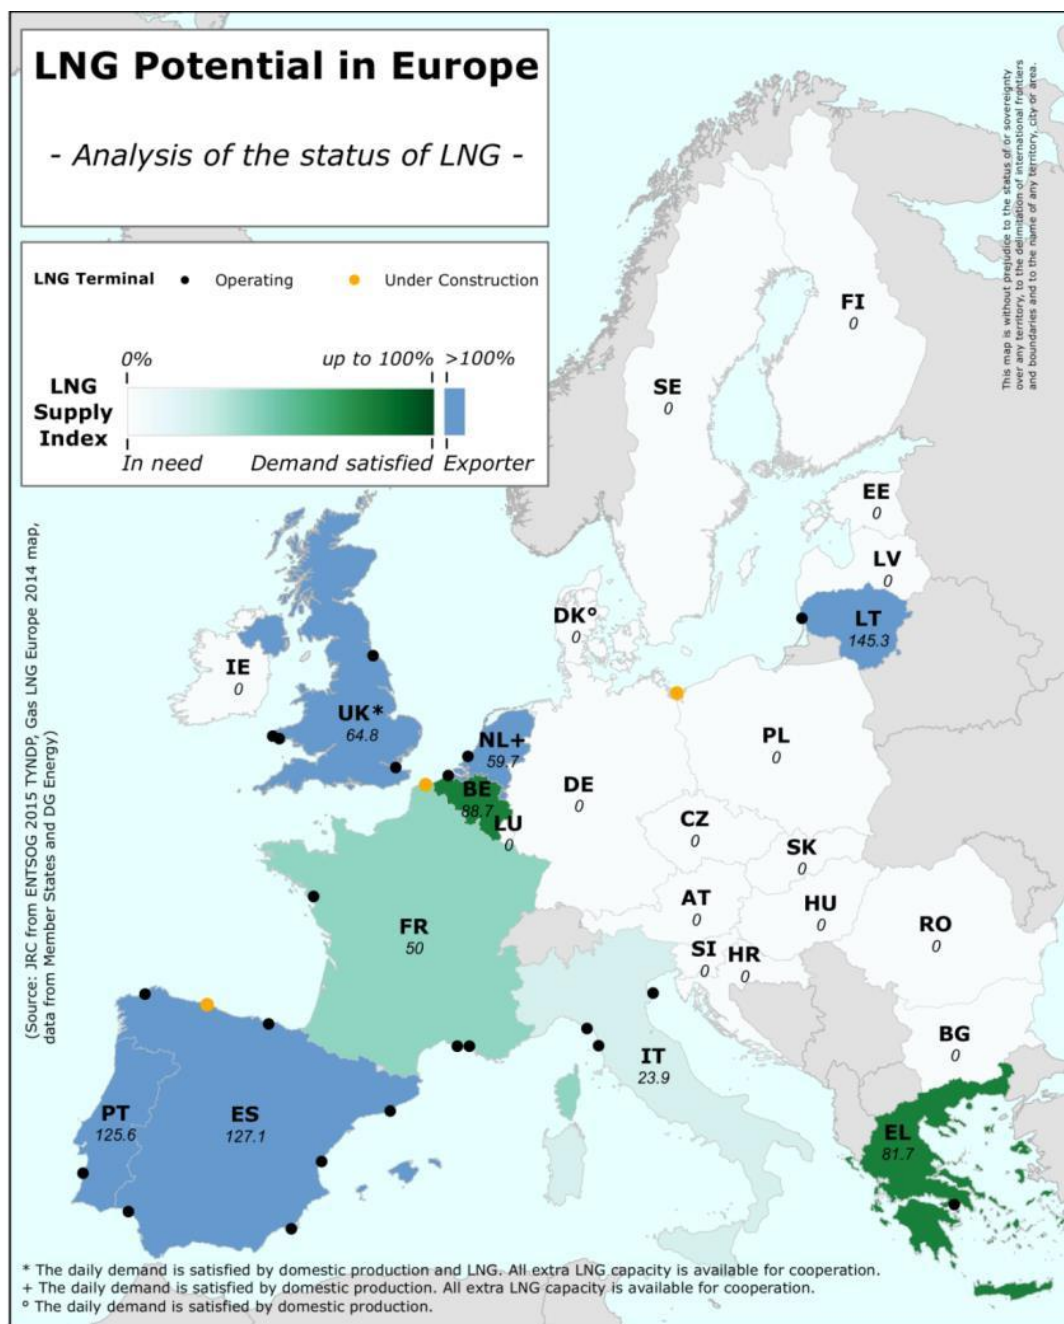 LNG Potential in Europe
- Analysis of the status of LNG -
LNG Terminal
Operating
Under Construction
0%
up to 100%
>100%
LNG
Supply
Index
In need
Demand satisfied
Exporter
This map is without prejudice to the status of or sovereignty
over any territory, to the delimitation of international frontiers
and boundaries and to the name of any territory, city or area.
FI
0
SE
0
EE
0
LV
0
LT
145.3
DK°
0
IE
0
UK*
64.8
NL+
59.7
PL
0
BE
88.7
DE
0
LU
0
CZ
0
SK
0
AT
0
HU
0
FR
50
RO
0
SI
0
HR
0
BG
0
IT
23.9
PT
125.6
ES
127.1
EL
81.7
(Source: JRC from ENTSOG 2015 TYNDP, Gas LNG Europe 2014 map,
data from Member States and DG Energy)
* The daily demand is satisfied by domestic production and LNG. All extra LNG capacity is available for cooperation.
+ The daily demand is satisfied by domestic production. All extra LNG capacity is available for cooperation.
° The daily demand is satisfied by domestic production.